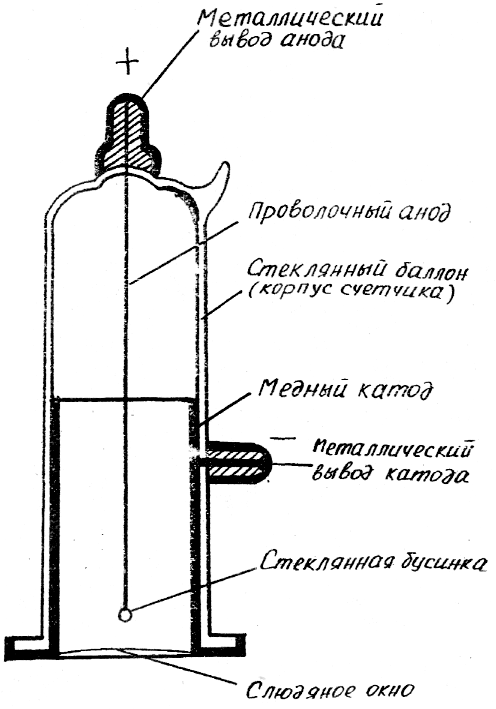 Металлический
вывод анода
+
Проволочный анод
Стеклянный баллон
(корпус счетчика)
Медный катод
−
Металлический
вывод катода
Стеклянная бусинка
Слюдяное окно